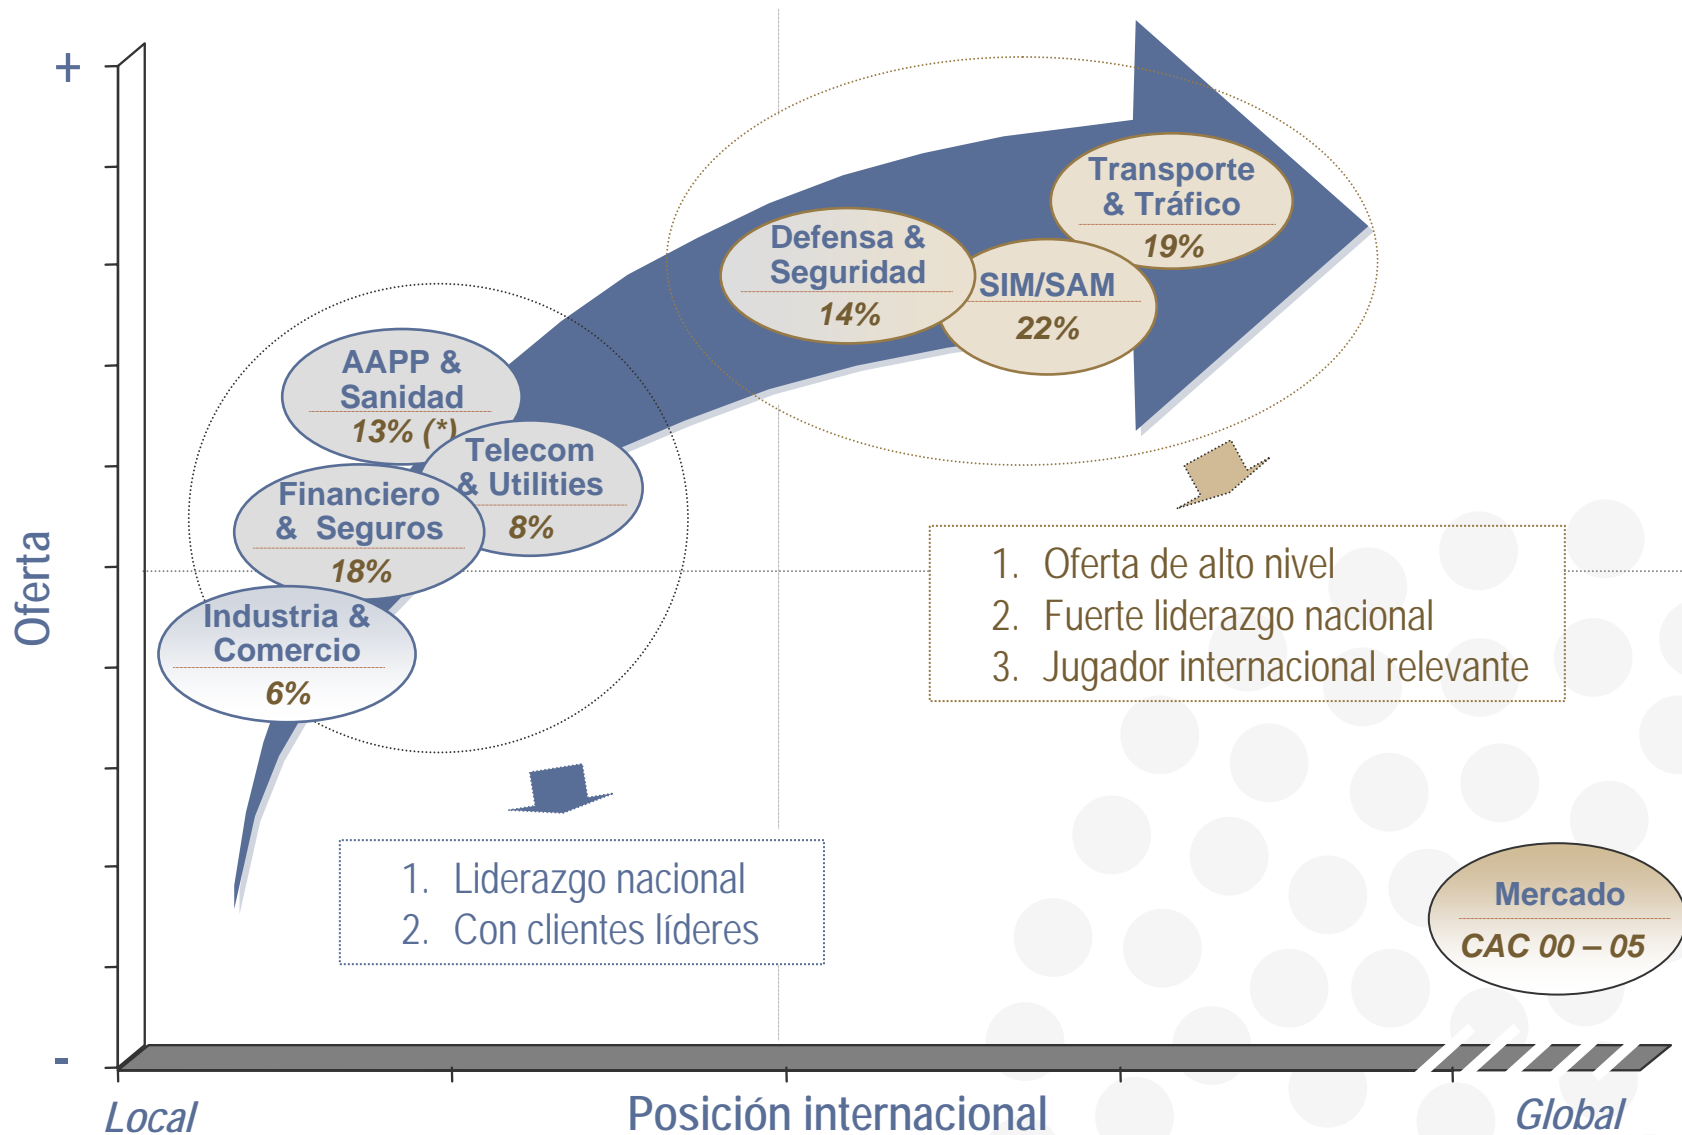 +
Transporte
& Tráfico
19%
Defensa &
Seguridad
14%
SIM/SAM
22%
AAPP &
Sanidad
13% (*)
Telecom
& Utilities
8%
Financiero
& Seguros
18%
Industria &
Comercio
6%
Oferta
1. Oferta de alto nivel
2. Fuerte liderazgo nacional
3. Jugador internacional relevante
1. Liderazgo nacional
2. Con clientes líderes
Mercado
CAC 00 – 05
-
Local
Posición internacional
Global